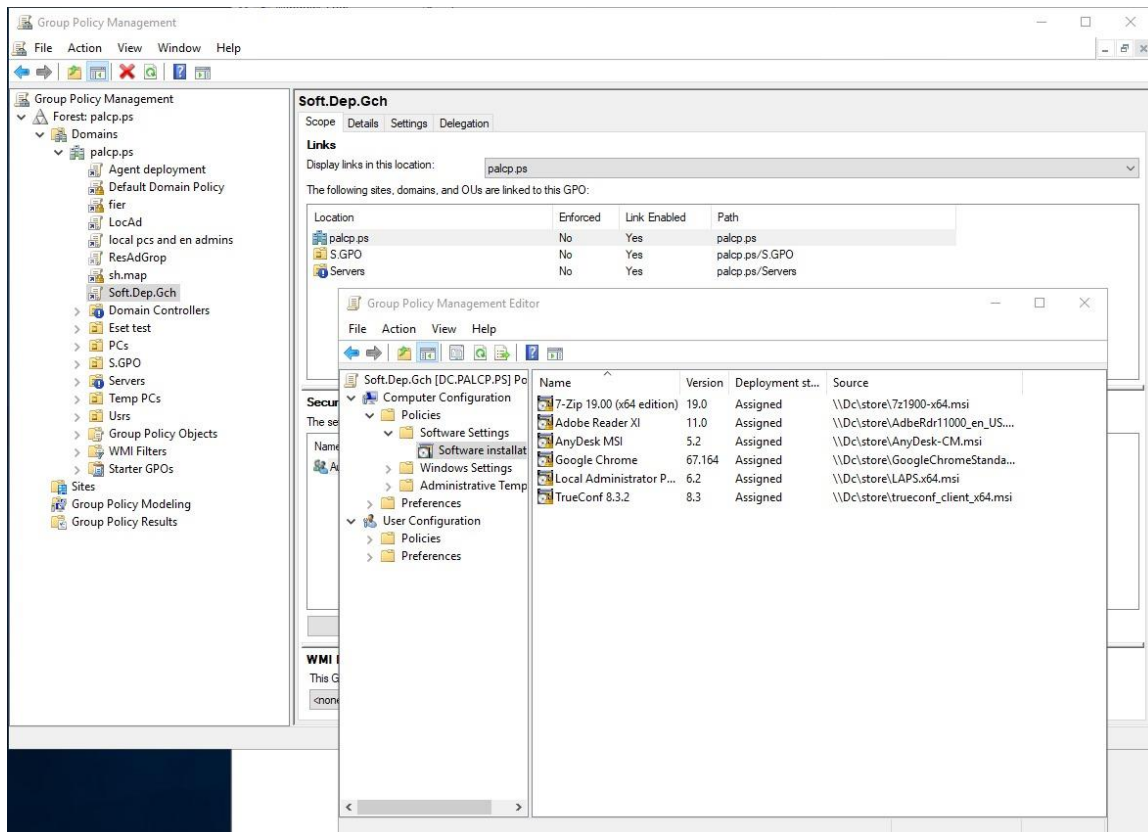 Group Policy Management
File Action View Window Help
Group Policy Management
Forest: palcp.ps
Domains
palcp.ps
Agent deployment
Default Domain Policy
fier
LocAd
local pcs and en admins
ResAdGrop
sh.map
Soft.Dep.Gch
Domain Controllers
Eset test
PCs
S.GPO
Servers
Temp PCs
Usrs
Group Policy Objects
WMI Filters
Starter GPOs
Sites
Group Policy Modeling
Group Policy Results
Soft.Dep.Gch
Scope Details Settings Delegation
Links
Display links in this location: palcp.ps
The following sites, domains, and OUs are linked to this GPO:
Location Enforced Link Enabled Path
palcp.ps No Yes palcp.ps
S.GPO No Yes palcp.ps/S.GPO
Servers No Yes palcp.ps/Servers
Secur
The se
Name
WMI
This G
<none
Group Policy Management Editor
File Action View Help
Soft.Dep.Gch [DC.PALCP.PS] Po
Computer Configuration
Policies
Software Settings
Software installat
Windows Settings
Administrative Temp
Preferences
User Configuration
Policies
Preferences
Name Version Deployment st... Source
7-Zip 19.00 (x64 edition) 19.0 Assigned \\Dc\store\7z1900-x64.msi
Adobe Reader XI 11.0 Assigned \\Dc\store\AdbeRdr11000_en_US....
AnyDesk MSI 5.2 Assigned \\Dc\store\AnyDesk-CM.msi
Google Chrome 67.164 Assigned \\Dc\store\GoogleChromeStanda...
Local Administrator P... 6.2 Assigned \\Dc\store\LAPS.x64.msi
TrueConf 8.3.2 8.3 Assigned \\Dc\store\trueconf_client_x64.msi